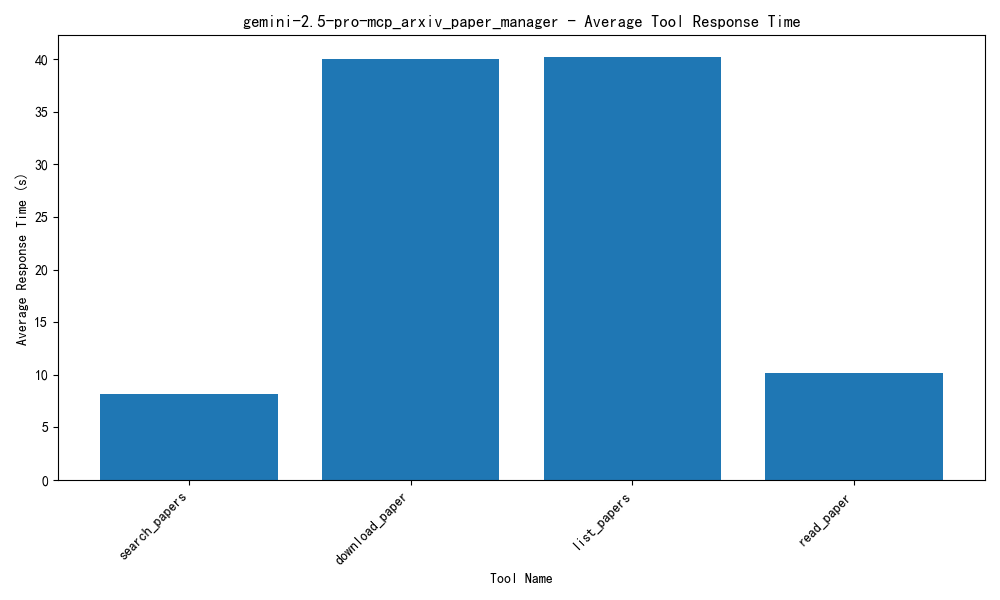 gemini-2.5-pro-mcp_arxiv_paper_manager - Average Tool Response Time
Average Response Time (s)
40
35
30
25
20
15
10
5
0
search_papers
download_paper
list_papers
read_paper
Tool Name